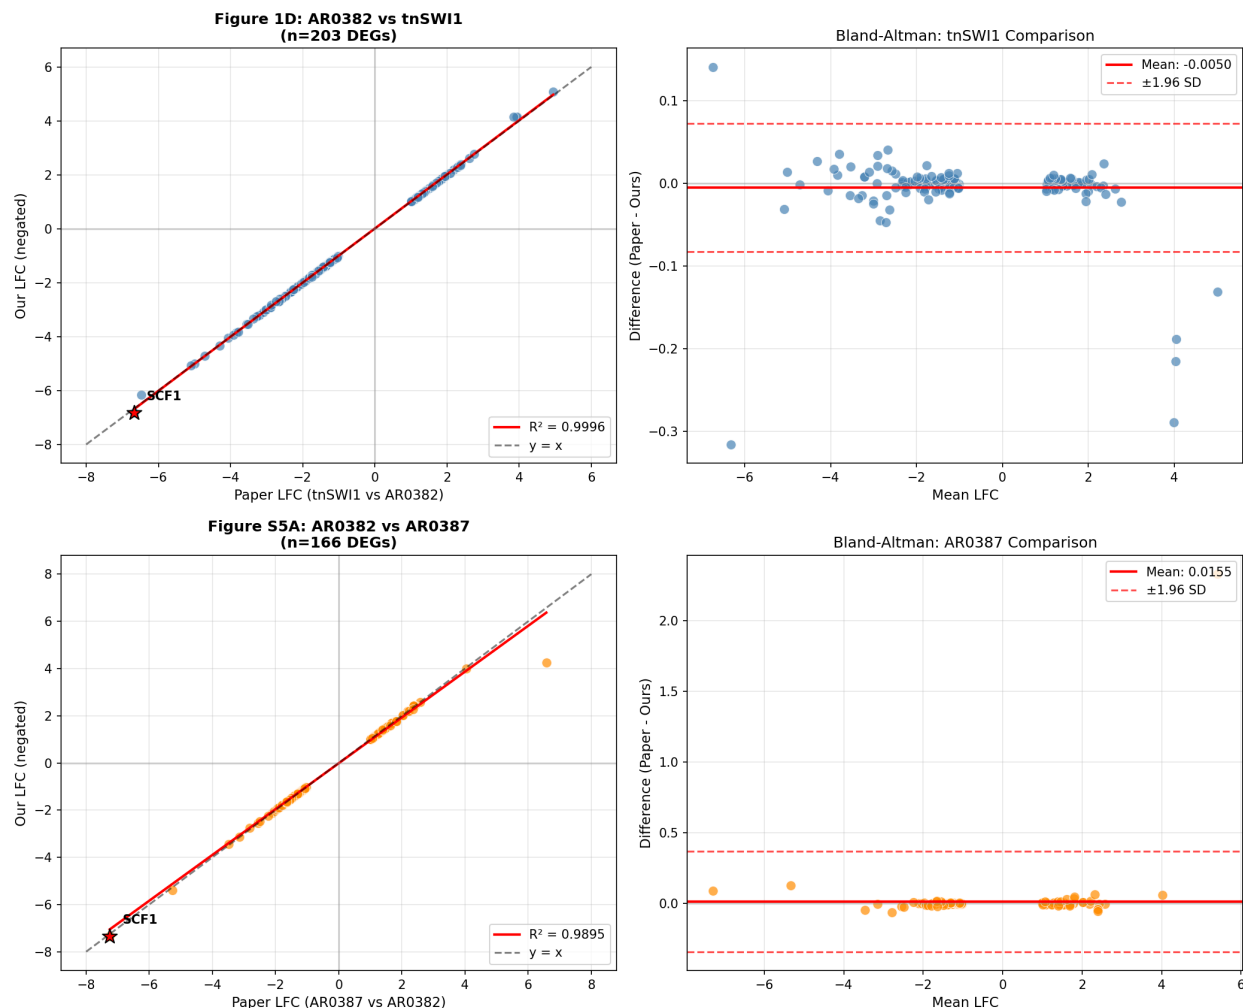 Figure 1D: AR0382 vs tnSWI1
(n=203 DEGs)
6
4
2
0
−2
−4
−6
−8
Our LFC (negated)
SCF1
R² = 0.9996
y = x
−8
−6
−4
−2
0
2
4
6
Paper LFC (tnSWI1 vs AR0382)
Bland-Altman: tnSWI1 Comparison
Mean: -0.0050
±1.96 SD
0.1
0.0
−0.1
−0.2
−0.3
Difference (Paper - Ours)
−6
−4
−2
0
2
4
Mean LFC
Figure S5A: AR0382 vs AR0387
(n=166 DEGs)
8
6
4
2
0
−2
−4
−6
−8
Our LFC (negated)
SCF1
R² = 0.9895
y = x
−8
−6
−4
−2
0
2
4
6
8
Paper LFC (AR0387 vs AR0382)
Bland-Altman: AR0387 Comparison
Mean: 0.0155
±1.96 SD
2.0
1.5
1.0
0.5
0.0
Difference (Paper - Ours)
−6
−4
−2
0
2
4
6
Mean LFC